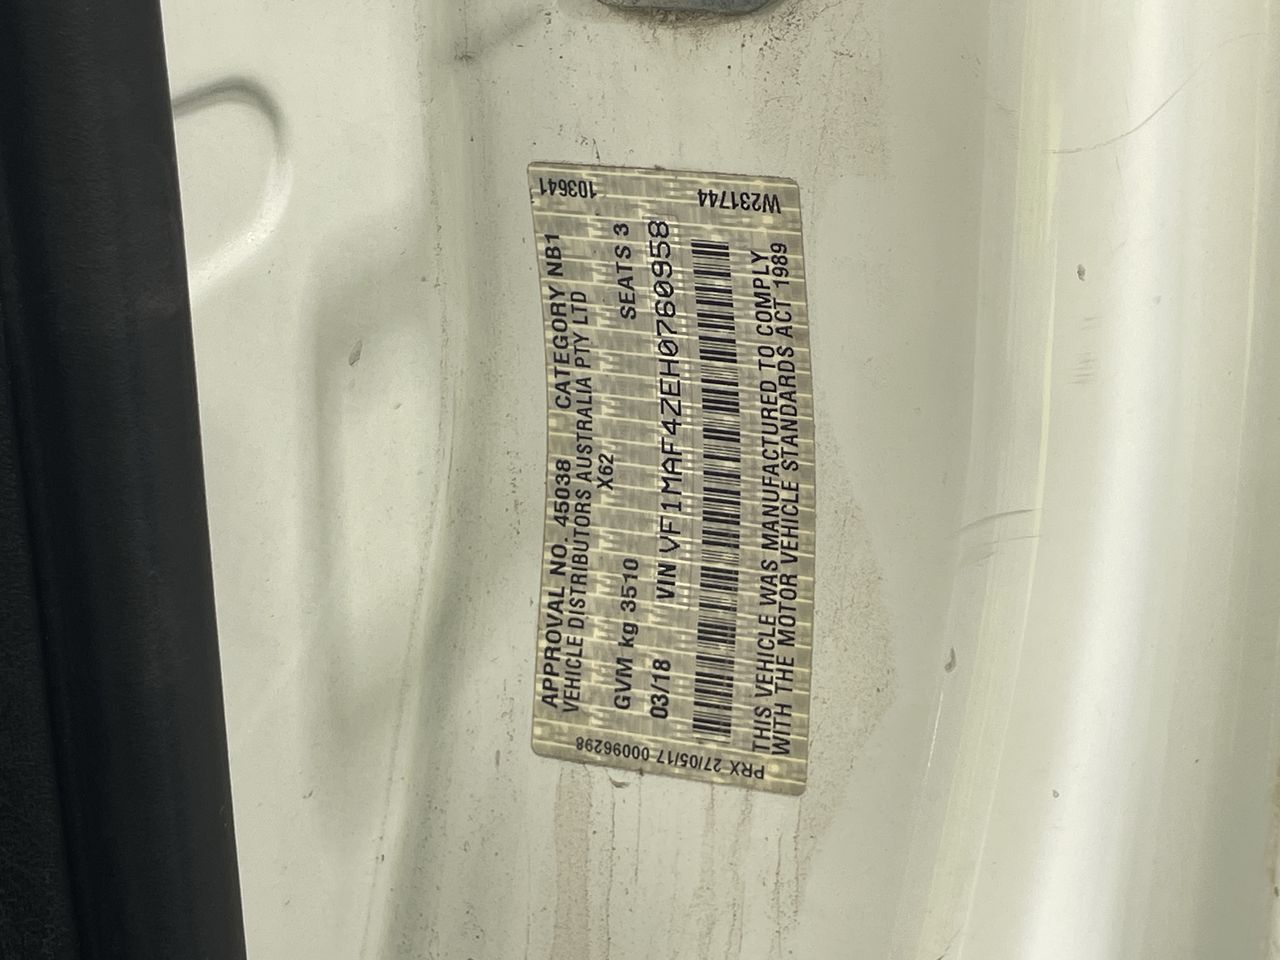 APPROVAL NO. 45038 CATEGORY NB1
VEHICLE DISTRIBUTORS AUSTRALIA PTY LTD
X62
GVM kg 3510 SEATS 3
03/18 VIN VF1MAF4ZEH0760958
THIS VEHICLE WAS MANUFACTURED TO COMPLY
WITH THE MOTOR VEHICLE STANDARDS ACT 1989
103641
W231744
PRX 27/05/17 00096298